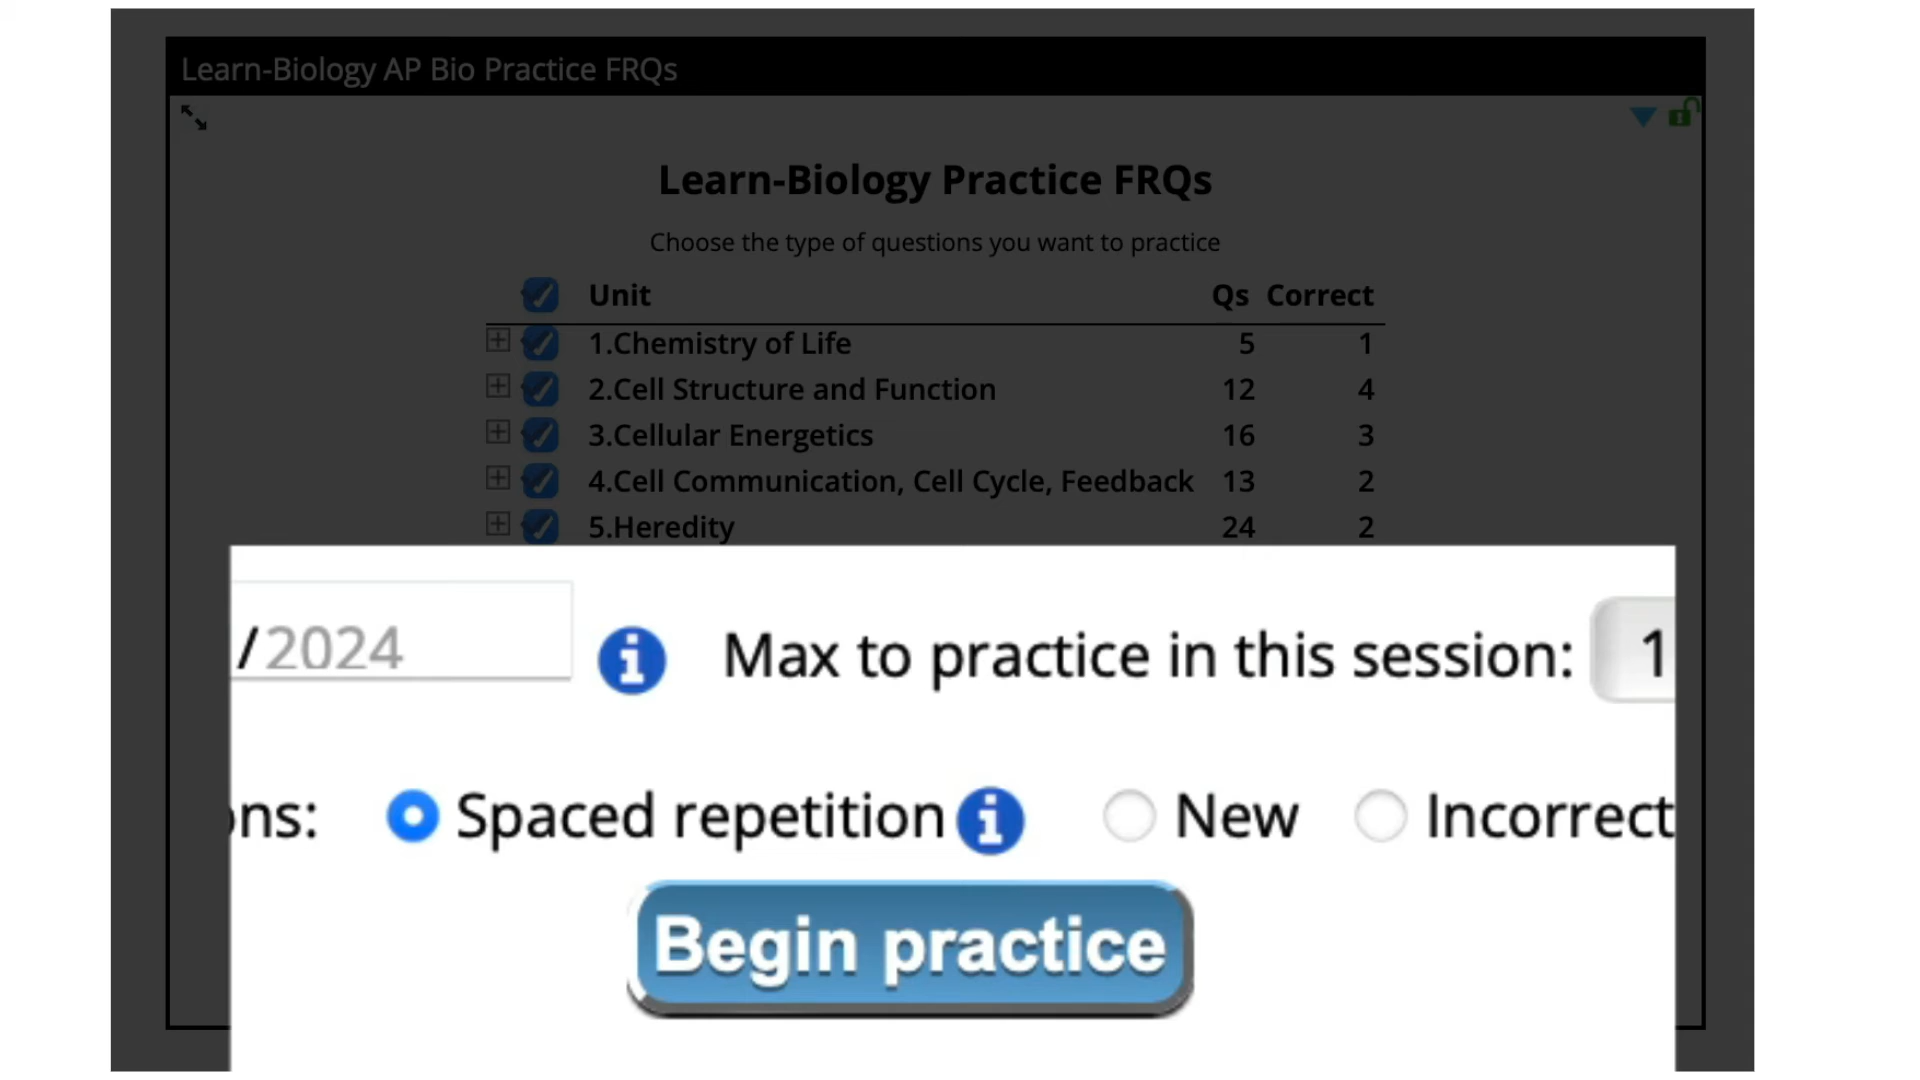 Learn-Biology AP Bio Practice FRQs
Learn-Biology Practice FRQs
Choose the type of questions you want to practice
Unit Qs Correct
1.Chemistry of Life 5 1
2.Cell Structure and Function 12 4
3.Cellular Energetics 16 3
4.Cell Communication, Cell Cycle, Feedback 13 2
5.Heredity 24 2
/2024 Max to practice in this session: 1
ons: Spaced repetition New Incorrect
Begin practice